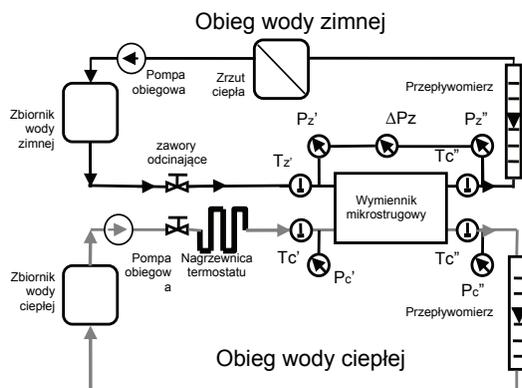 Obieg wody zimnej
Pompa
obiegowa
Zrzut
ciepła
Przepływomierz
Zbiornik
wody
zimnej
zawory
odcinające
Pz'
ΔPz
Pz"
Tz'
Tc"
Wymiennik
mikrostrugowy
Zbiornik
wody
ciepłej
Pompa
obiegow
a
Nagrzewnica
termostatu
Tc'
Pc'
Tc"
Pc"
Przepływomierz
Obieg wody ciepłej